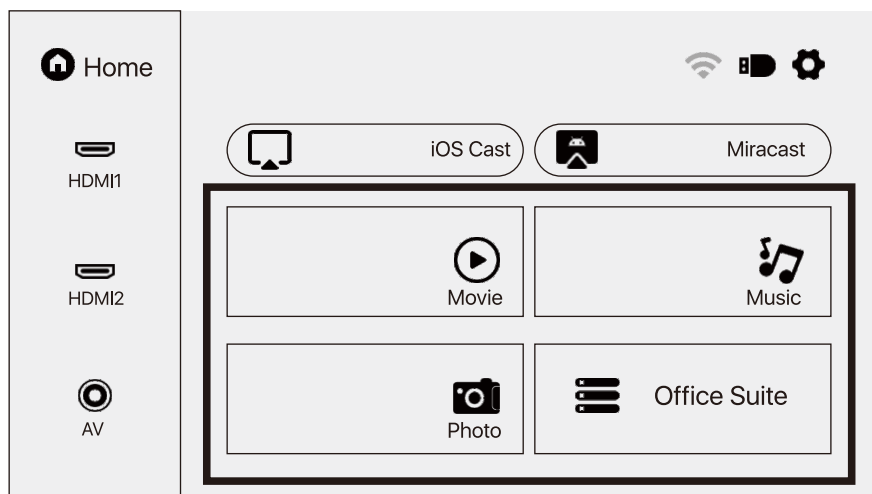 Home
HDMI1
HDMI2
AV
iOS Cast
Miracast
Movie
Music
Photo
Office Suite